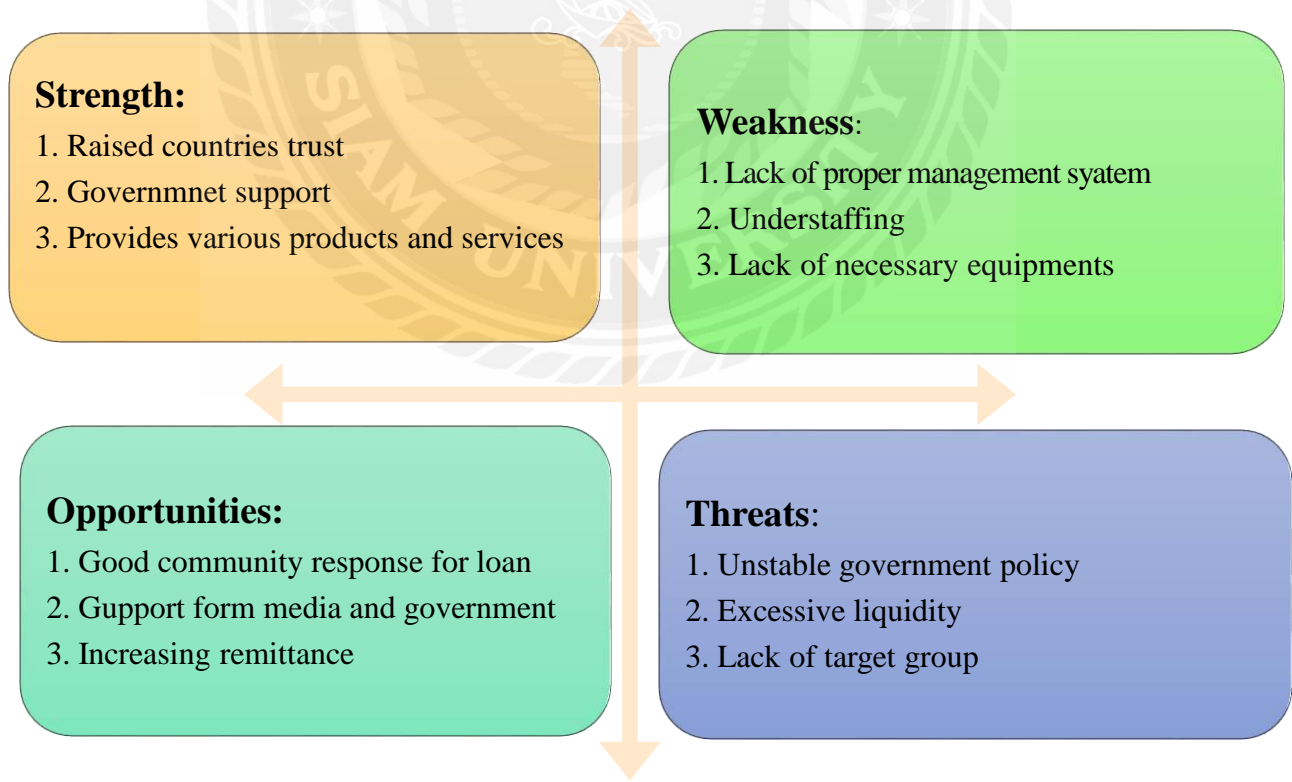 Strength:
1. Raised countries trust
2. Governmnet support
3. Provides various products and services
Weakness:
1. Lack of proper management syatem
2. Understaffing
3. Lack of necessary equipments
SIAM UNIVERSITY
Opportunities:
1. Good community response for loan
2. Gupport form media and government
3. Increasing remittance
Threats:
1. Unstable government policy
2. Excessive liquidity
3. Lack of target group